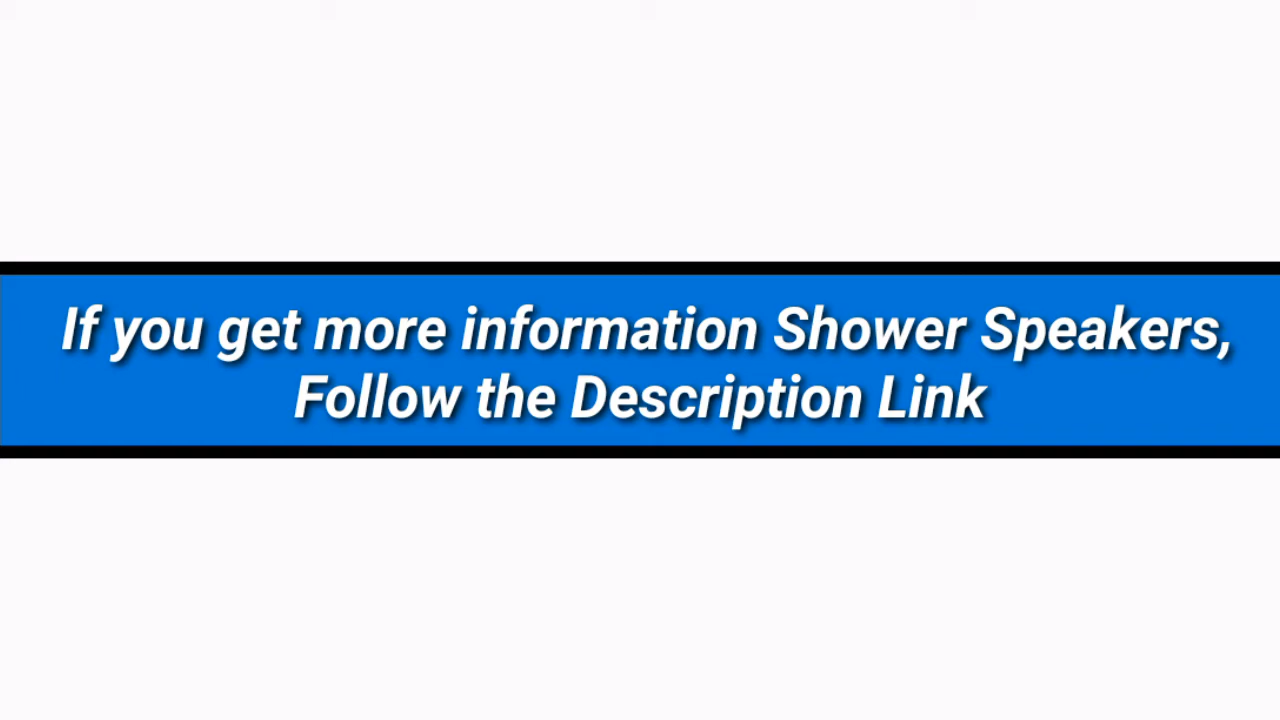 If you get more information Shower Speakers,
Follow the Description Link